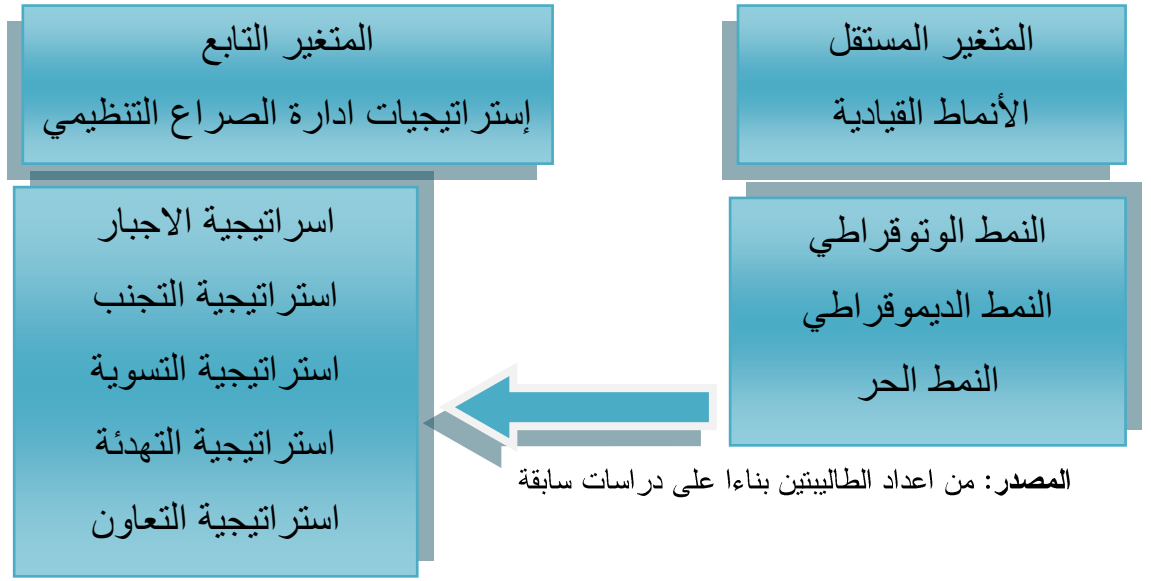 المتغير المستقل
الأنماط القيادية
النمط الوتوقراطي
النمط الديموقراطي
النمط الحر
المتغير التابع
إستراتيجيات ادارة الصراع التنظيمي
اسراتيجية الاجبار
استراتيجية التجنب
استراتيجية التسوية
استراتيجية التهدئة
استراتيجية التعاون
المصدر: من اعداد الطاليبتين بناءا على دراسات سابقة